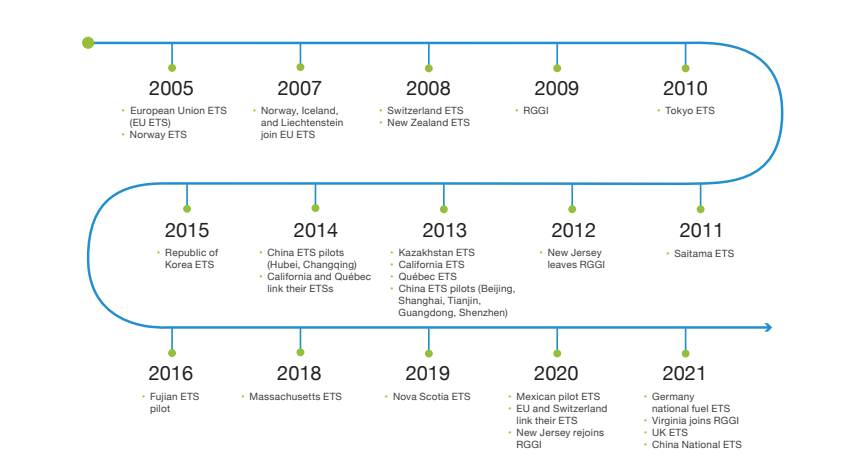 2005
• European Union ETS
(EU ETS)
• Norway ETS
2007
• Norway, Iceland,
and Liechtenstein
join EU ETS
2008
• Switzerland ETS
• New Zealand ETS
2009
• RGGI
2010
• Tokyo ETS
2015
• Republic of
Korea ETS
2014
• China ETS pilots
(Hubei, Changqing)
• California and Québec
link their ETSs
2013
• Kazakhstan ETS
• California ETS
• Québec ETS
• China ETS pilots (Beijing,
Shanghai, Tianjin,
Guangdong, Shenzhen)
2012
• New Jersey
leaves RGGI
2011
• Saitama ETS
2016
• Fujian ETS
pilot
2018
• Massachusetts ETS
2019
• Nova Scotia ETS
2020
• Mexican pilot ETS
• EU and Switzerland
link their ETS
• New Jersey rejoins
RGGI
2021
• Germany
national fuel ETS
• Virginia joins RGGI
• UK ETS
• China National ETS